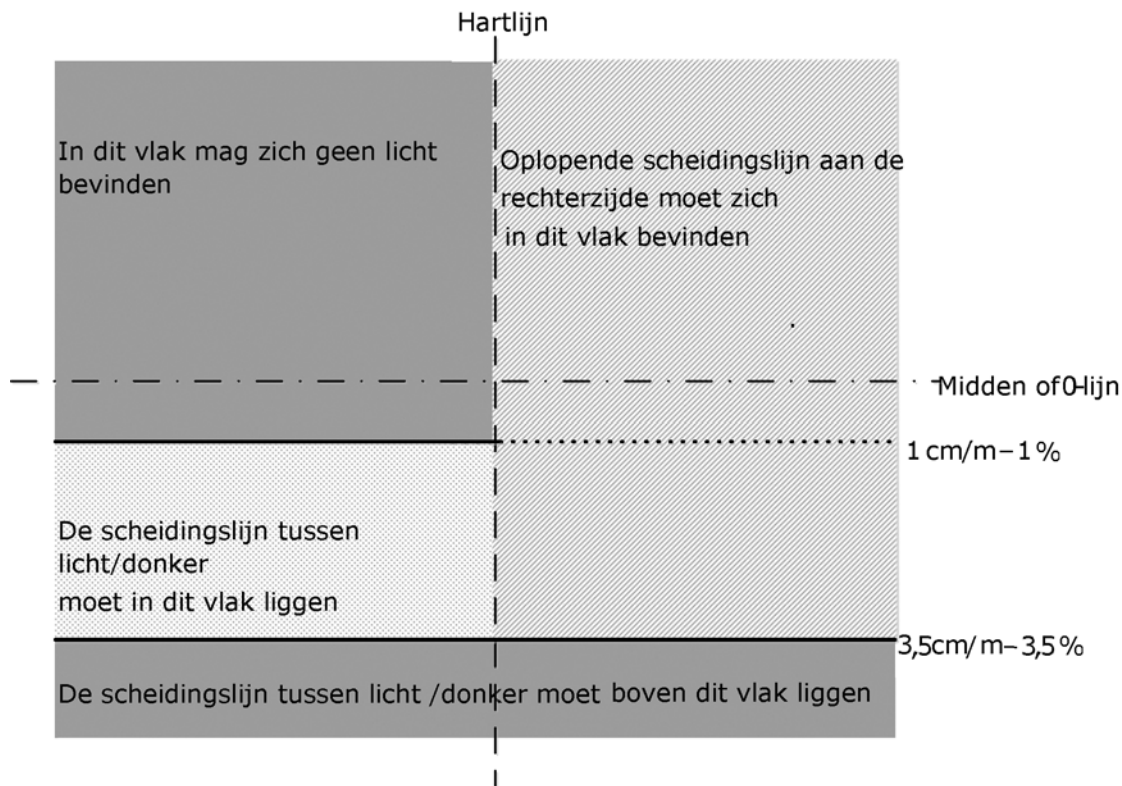 Hartlijn
In dit vlak mag zich geen licht
bevinden
Oplopende scheidingslijn aan de
rechterzijde moet zich
in dit vlak bevinden
Midden of0-lijn
1 cm/m – 1 %
De scheidingslijn tussen
licht/donker
moet in dit vlak liggen
3,5cm/m– 3,5 %
De scheidingslijn tussen licht /donker moet boven dit vlak liggen